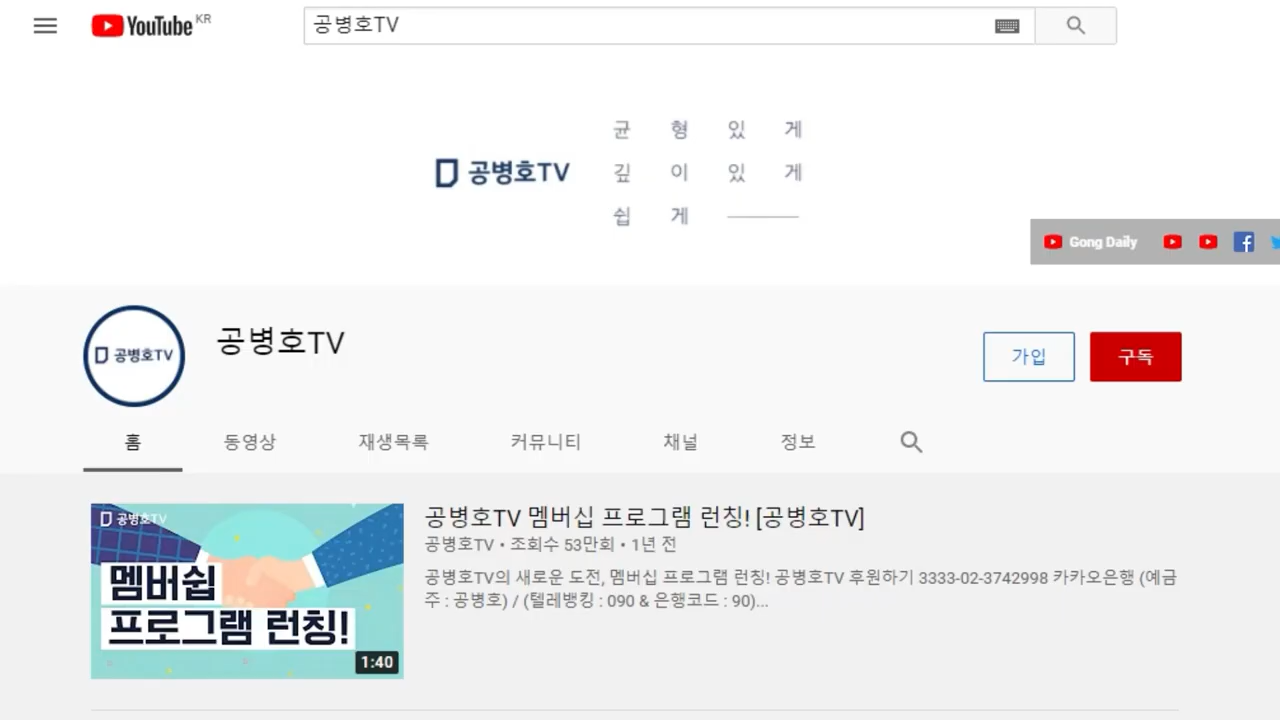 YouTube KR
공병호TV
균 형 있 게
공병호TV
깊 이 있 게
쉽 게
Gong Daily
공병호TV
공병호TV
가입
구독
홈 동영상 재생목록 커뮤니티 채널 정보
공병호TV
멤버쉽
프로그램 런칭!
1:40
공병호TV 멤버십 프로그램 런칭! [공병호TV]
공병호TV • 조회수 53만회 • 1년 전
공병호TV의 새로운 도전, 멤버십 프로그램 런칭! 공병호TV 후원하기 3333-02-3742998 카카오은행 (예금
주 : 공병호) / (텔레뱅킹 : 090 & 은행코드 : 90)...